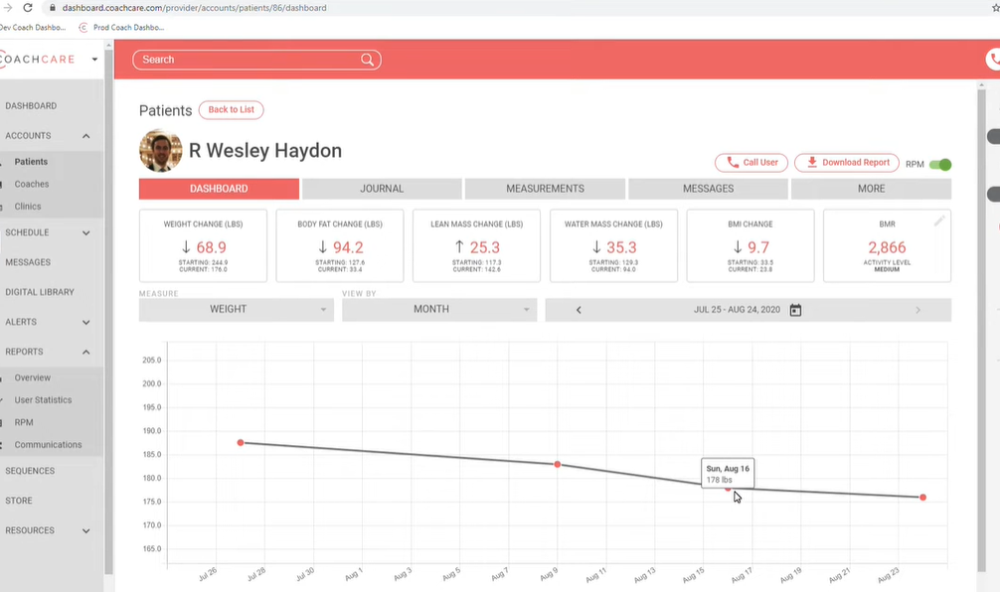 dashboard.coachcare.com/provider/accounts/patients/86/dashboard
Dev Coach Dashbo... Prod Coach Dashbo...
COACHCARE
Search
DASHBOARD
ACCOUNTS
Patients
Coaches
Clinics
SCHEDULE
MESSAGES
DIGITAL LIBRARY
ALERTS
REPORTS
Overview
User Statistics
RPM
Communications
SEQUENCES
STORE
RESOURCES
Patients Back to List
R Wesley Haydon
Call User Download Report RPM
DASHBOARD JOURNAL MEASUREMENTS MESSAGES MORE
WEIGHT CHANGE (LBS)
↓ 68.9
STARTING: 244.9
CURRENT: 176.0
BODY FAT CHANGE (LBS)
↓ 94.2
STARTING: 127.6
CURRENT: 33.4
LEAN MASS CHANGE (LBS)
↑ 25.3
STARTING: 117.3
CURRENT: 142.6
WATER MASS CHANGE (LBS)
↓ 35.3
STARTING: 129.3
CURRENT: 94.0
BMI CHANGE
↓ 9.7
STARTING: 33.5
CURRENT: 23.8
BMR
2,866
ACTIVITY LEVEL
MEDIUM
MEASURE VIEW BY
WEIGHT MONTH JUL 25 - AUG 24, 2020
205.0
200.0
195.0
190.0
185.0
180.0
175.0
170.0
165.0
Sun, Aug 16
178 lbs
Jul 26 Jul 28 Jul 30 Aug 1 Aug 3 Aug 5 Aug 7 Aug 9 Aug 11 Aug 13 Aug 15 Aug 17 Aug 19 Aug 21 Aug 23